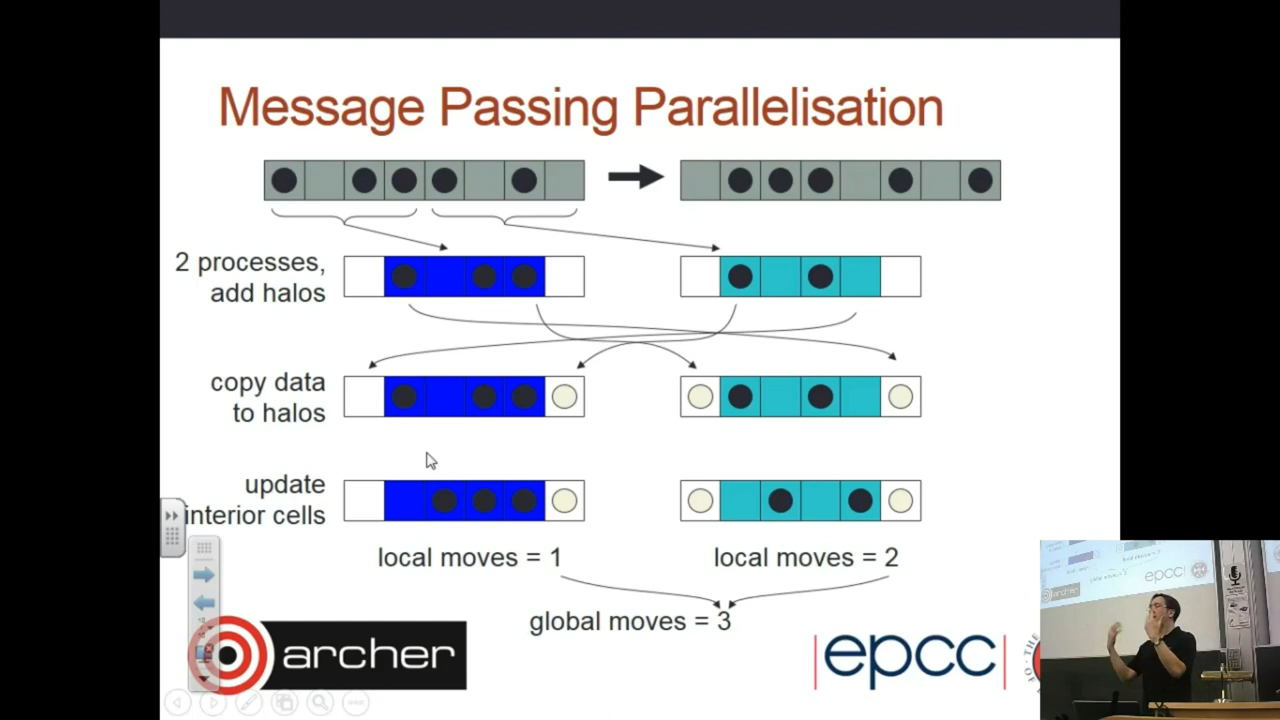 Message Passing Parallelisation
2 processes,
add halos
copy data
to halos
update
interior cells
local moves = 1
local moves = 2
global moves = 3
archer
epcc
epcc